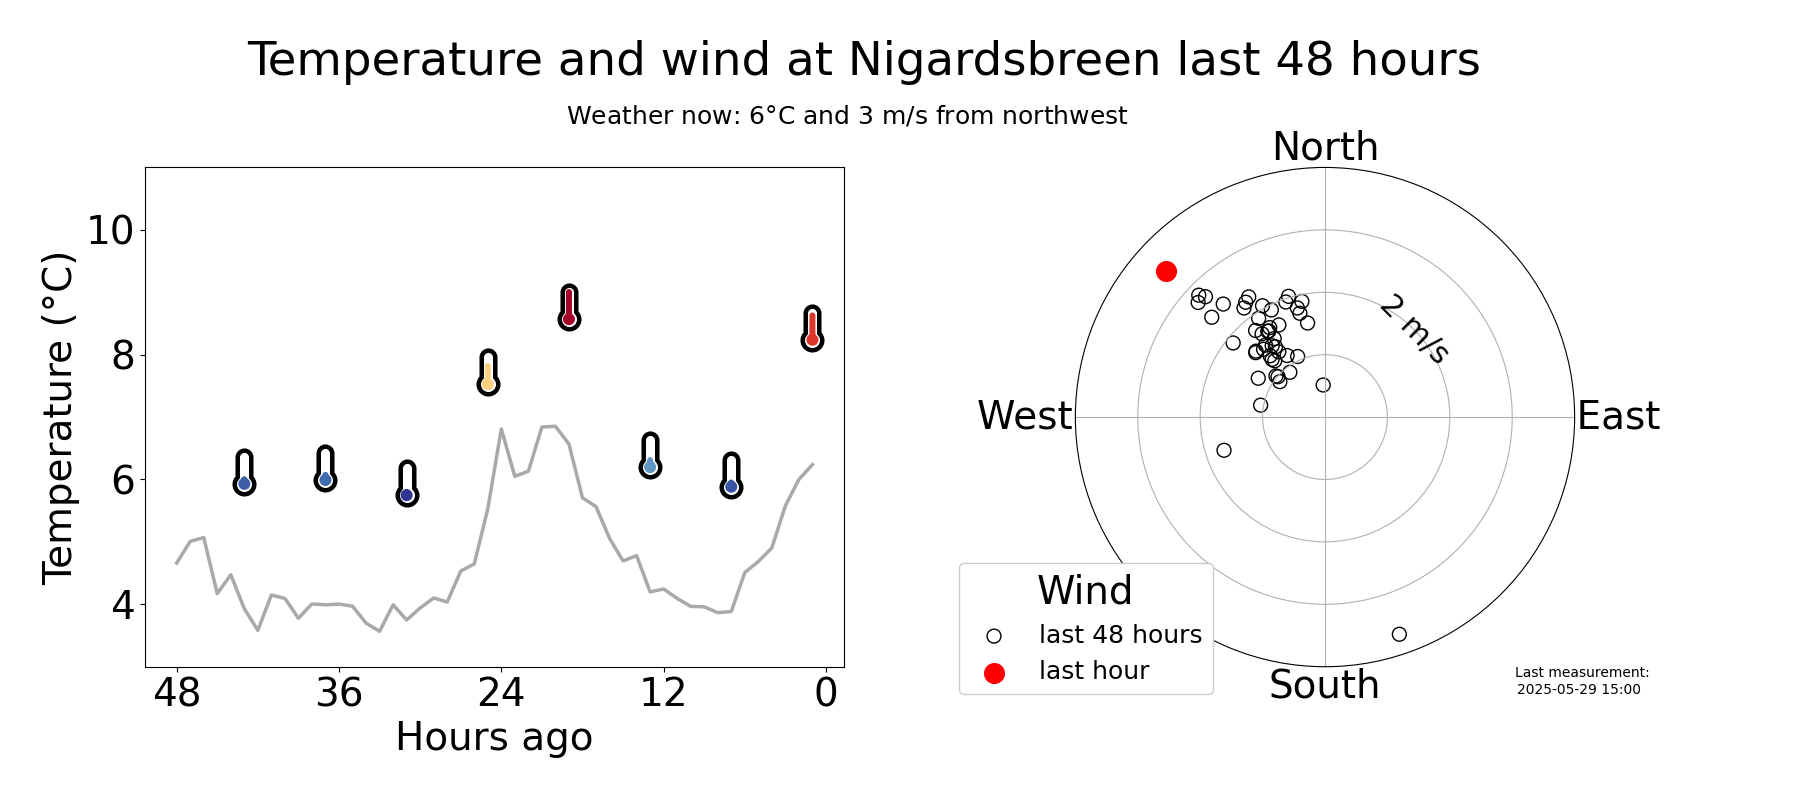 Temperature and wind at Nigardsbreen last 48 hours
Weather now: 6°C and 3 m/s from northwest
Temperature (°C)
10
8
6
4
48 36 24 12 0
Hours ago
North
West
East
South
2 m/s
Wind
last 48 hours
last hour
Last measurement:
2025-05-29 15:00